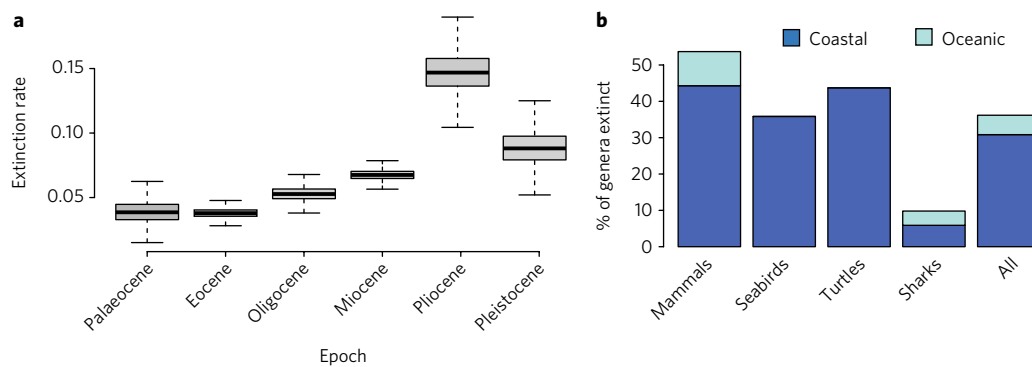 a
Extinction rate
0.15
0.10
0.05
Palaeocene
Eocene
Oligocene
Miocene
Pliocene
Pleistocene
Epoch
b
Coastal
Oceanic
% of genera extinct
50
40
30
20
10
0
Mammals
Seabirds
Turtles
Sharks
All